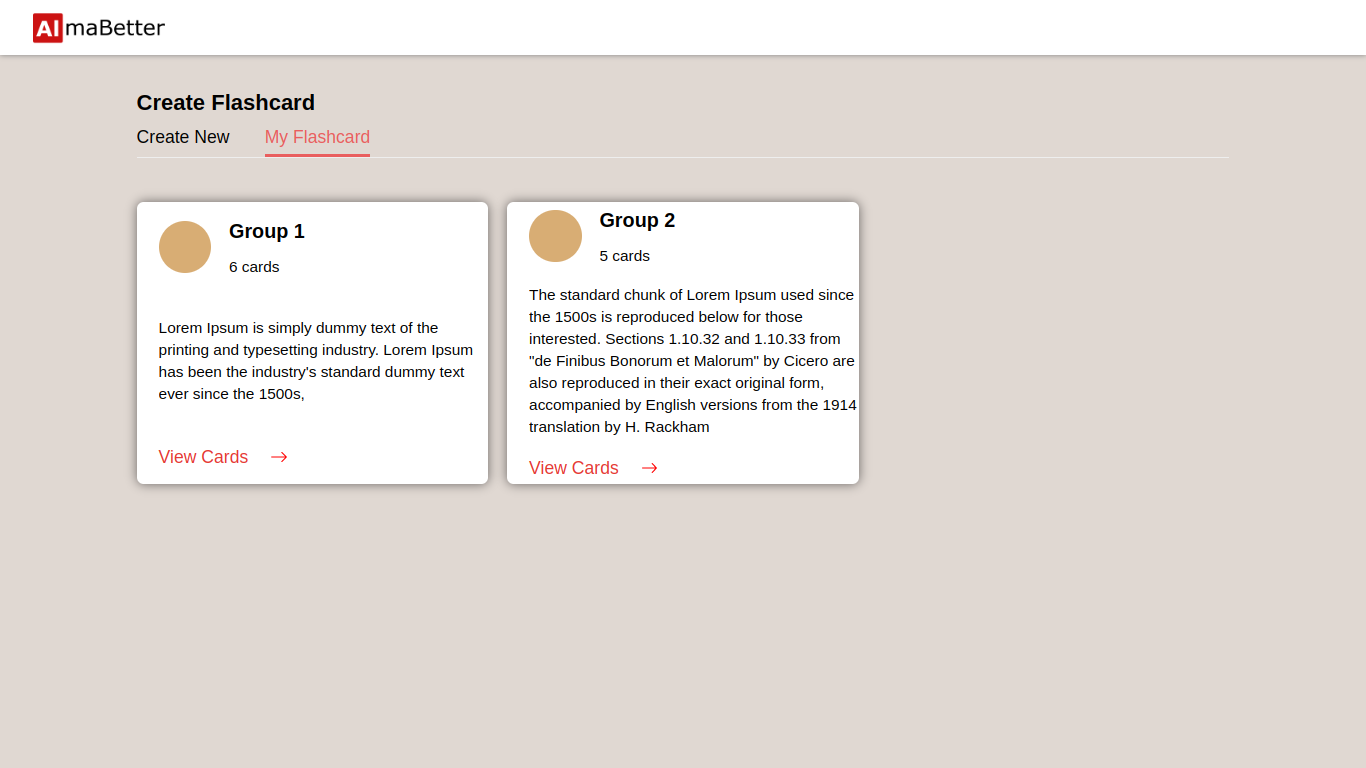 AlmaBetter
Create Flashcard
Create New My Flashcard
Group 1
6 cards
Lorem Ipsum is simply dummy text of the
printing and typesetting industry. Lorem Ipsum
has been the industry's standard dummy text
ever since the 1500s,
View Cards
Group 2
5 cards
The standard chunk of Lorem Ipsum used since
the 1500s is reproduced below for those
interested. Sections 1.10.32 and 1.10.33 from
"de Finibus Bonorum et Malorum" by Cicero are
also reproduced in their exact original form,
accompanied by English versions from the 1914
translation by H. Rackham
View Cards